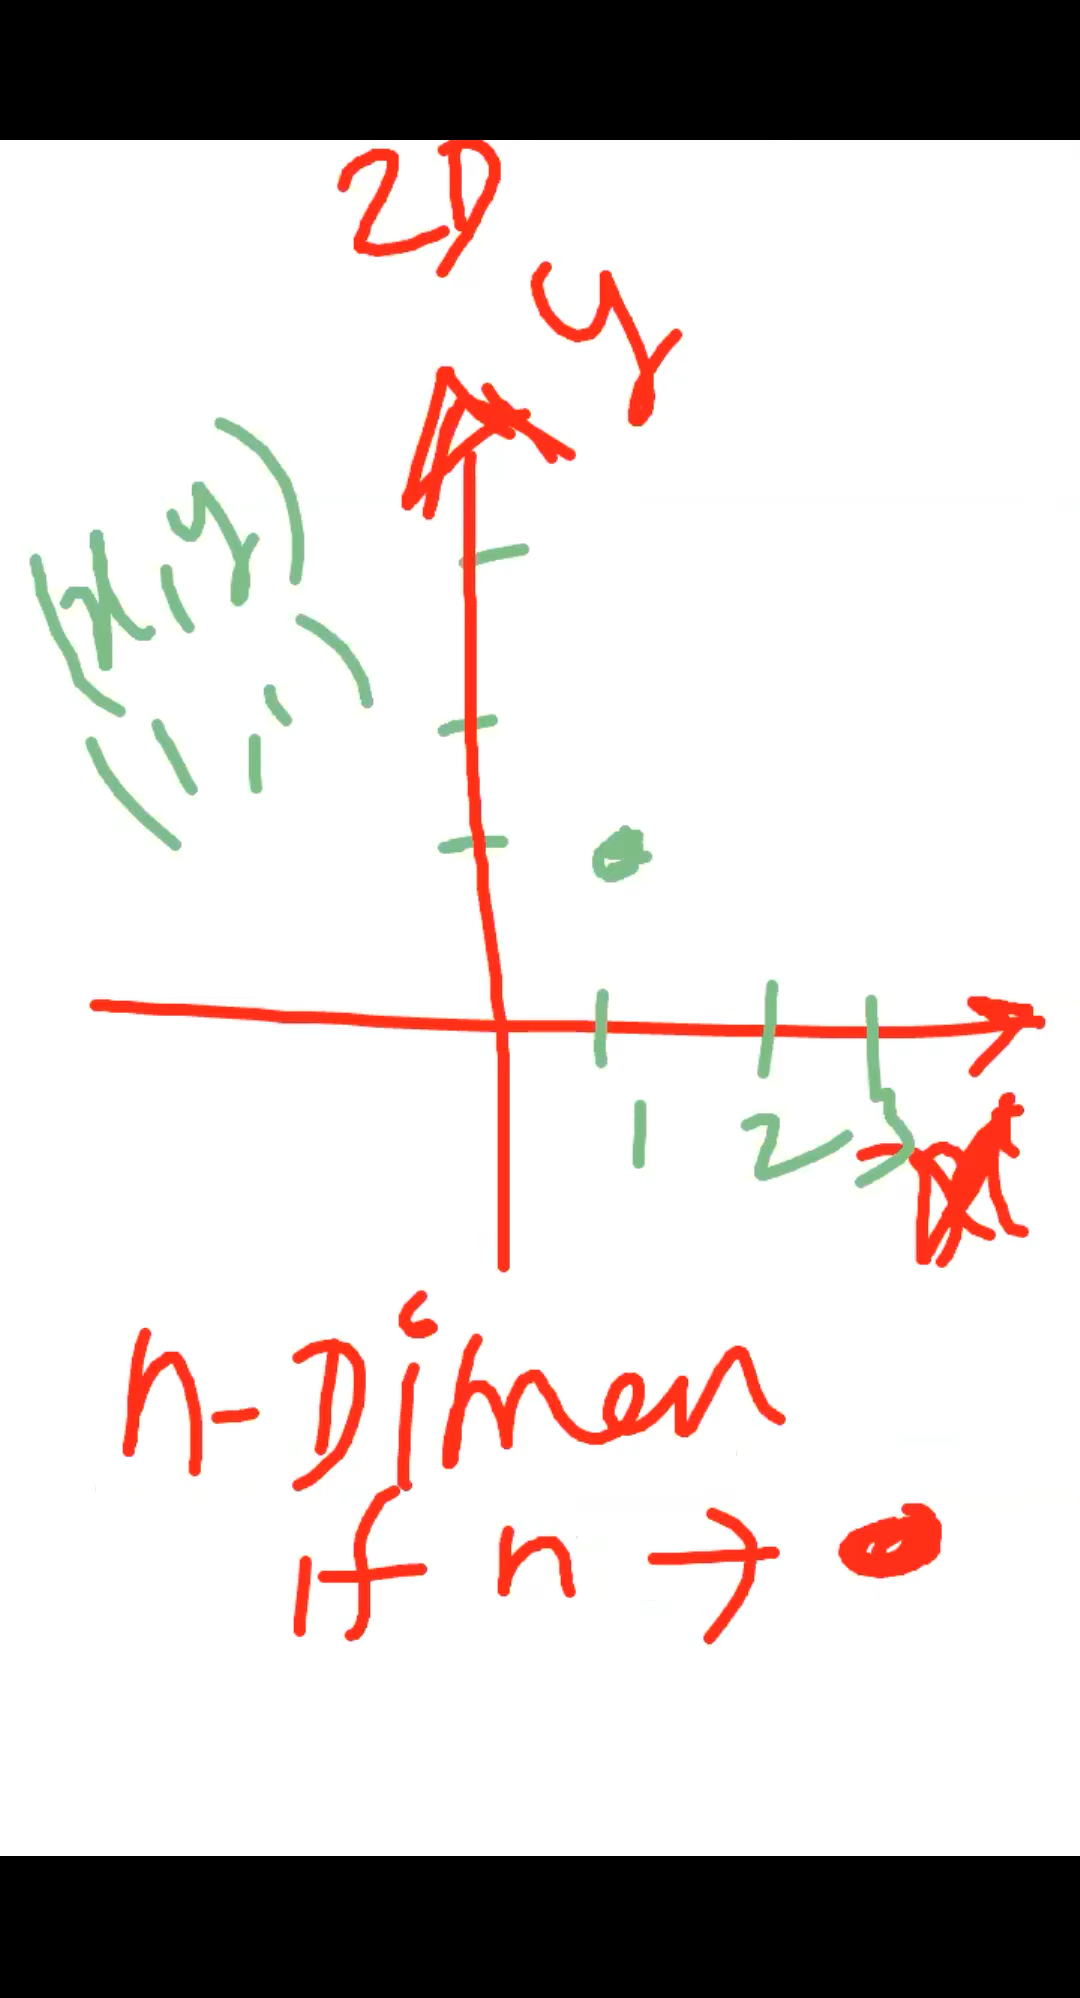 2D
y
(x, y)
(1, 1)
1 2 3
x
n-Dimen
if n →